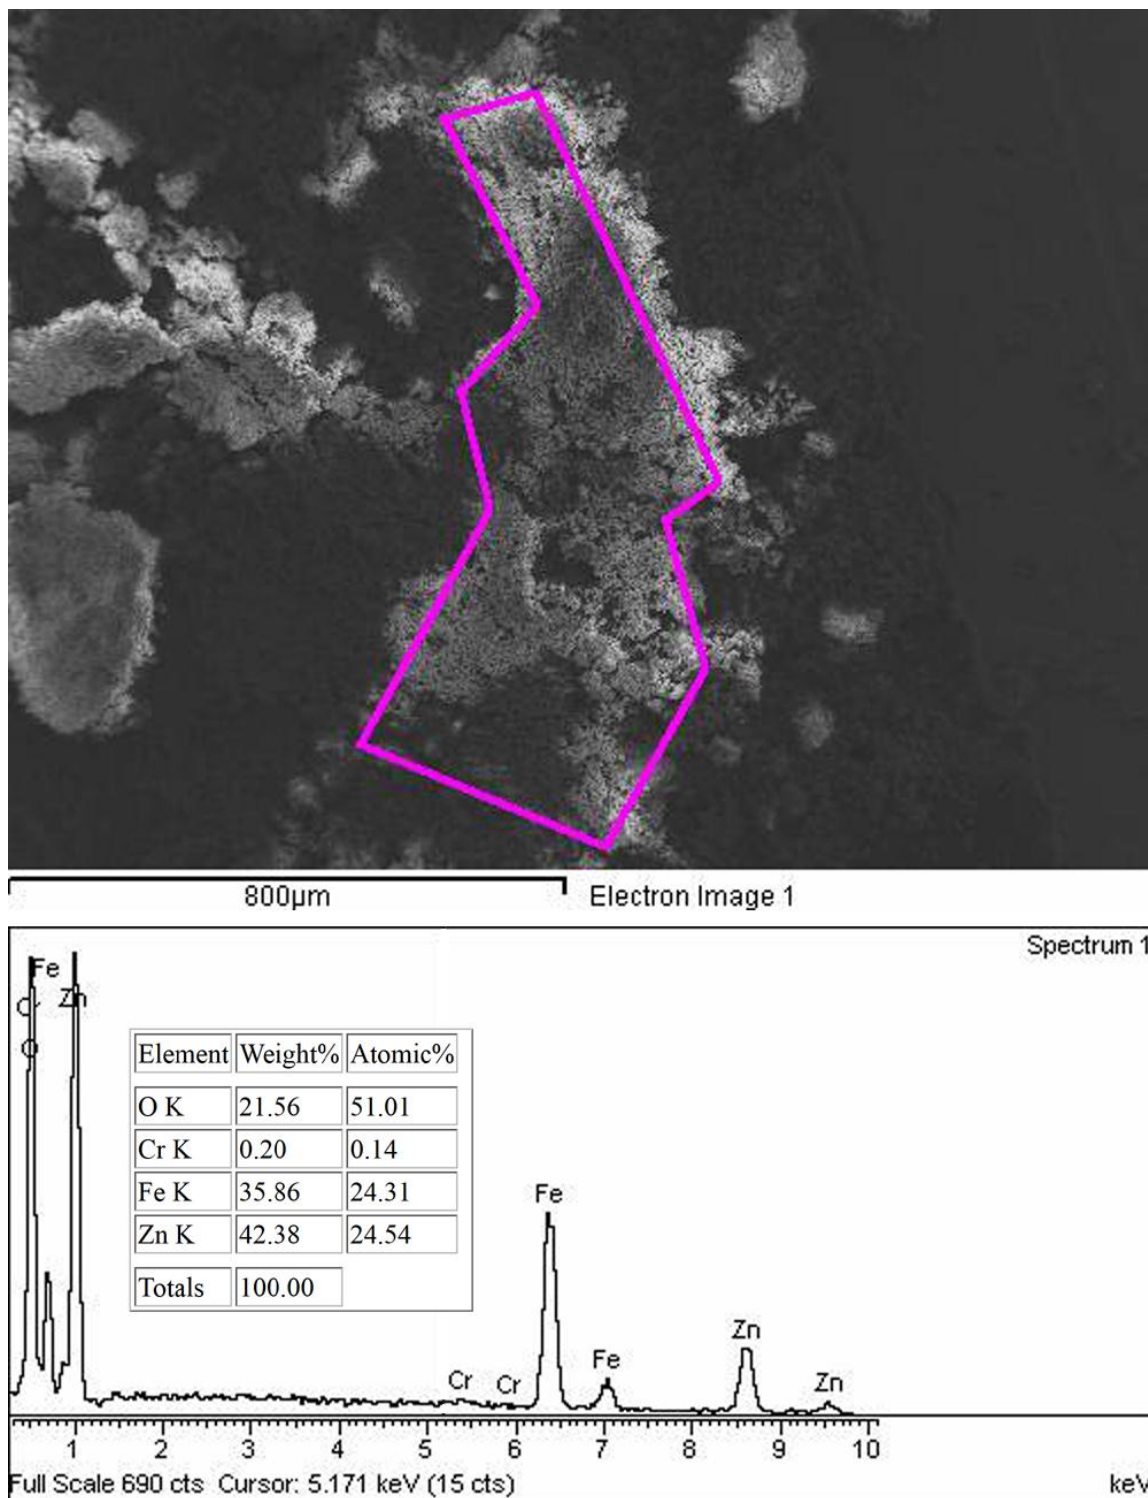 800µm Electron Image 1
Spectrum 1
Fe
Cr Zn
O
Element Weight% Atomic%
O K 21.56 51.01
Cr K 0.20 0.14
Fe K 35.86 24.31
Zn K 42.38 24.54
Totals 100.00
Fe
Zn
Fe
Cr
Cr
Zn
1 2 3 4 5 6 7 8 9 10
Full Scale 690 cts Cursor: 5.171 keV (15 cts) keV